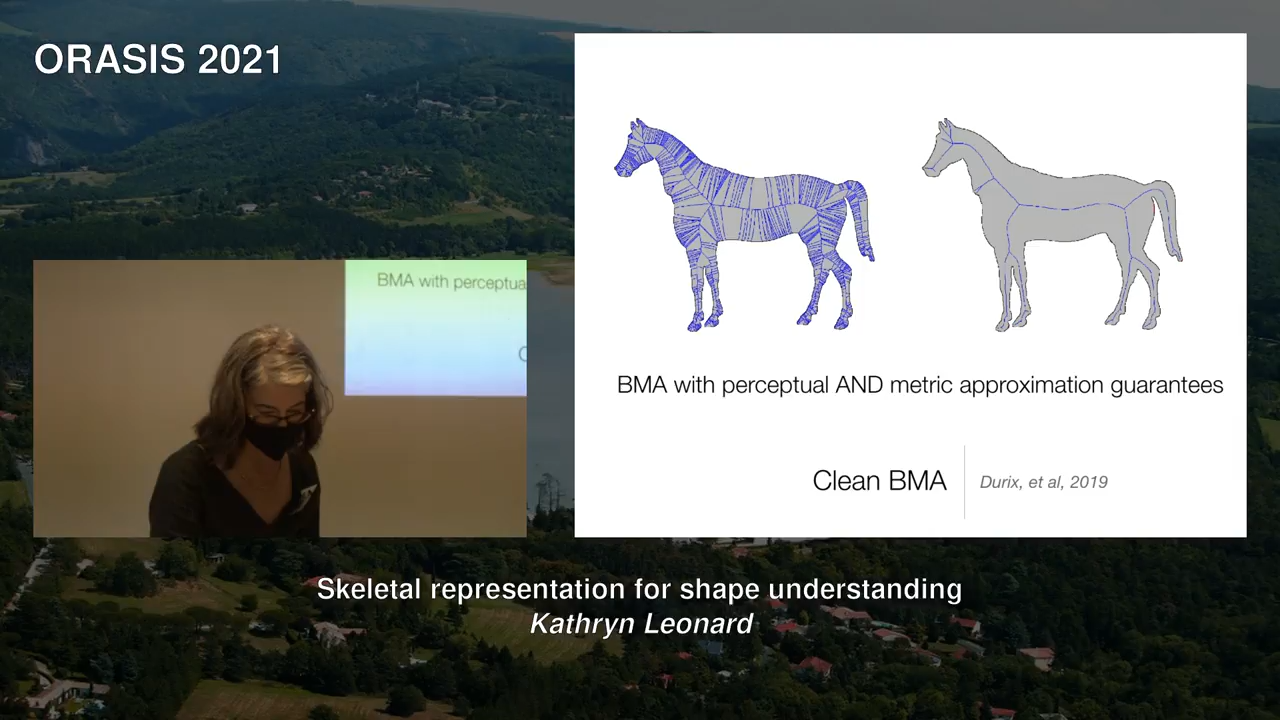 ORASIS 2021
BMA with perceptua
BMA with perceptual AND metric approximation guarantees
Clean BMA
Durix, et al, 2019
Skeletal representation for shape understanding
Kathryn Leonard